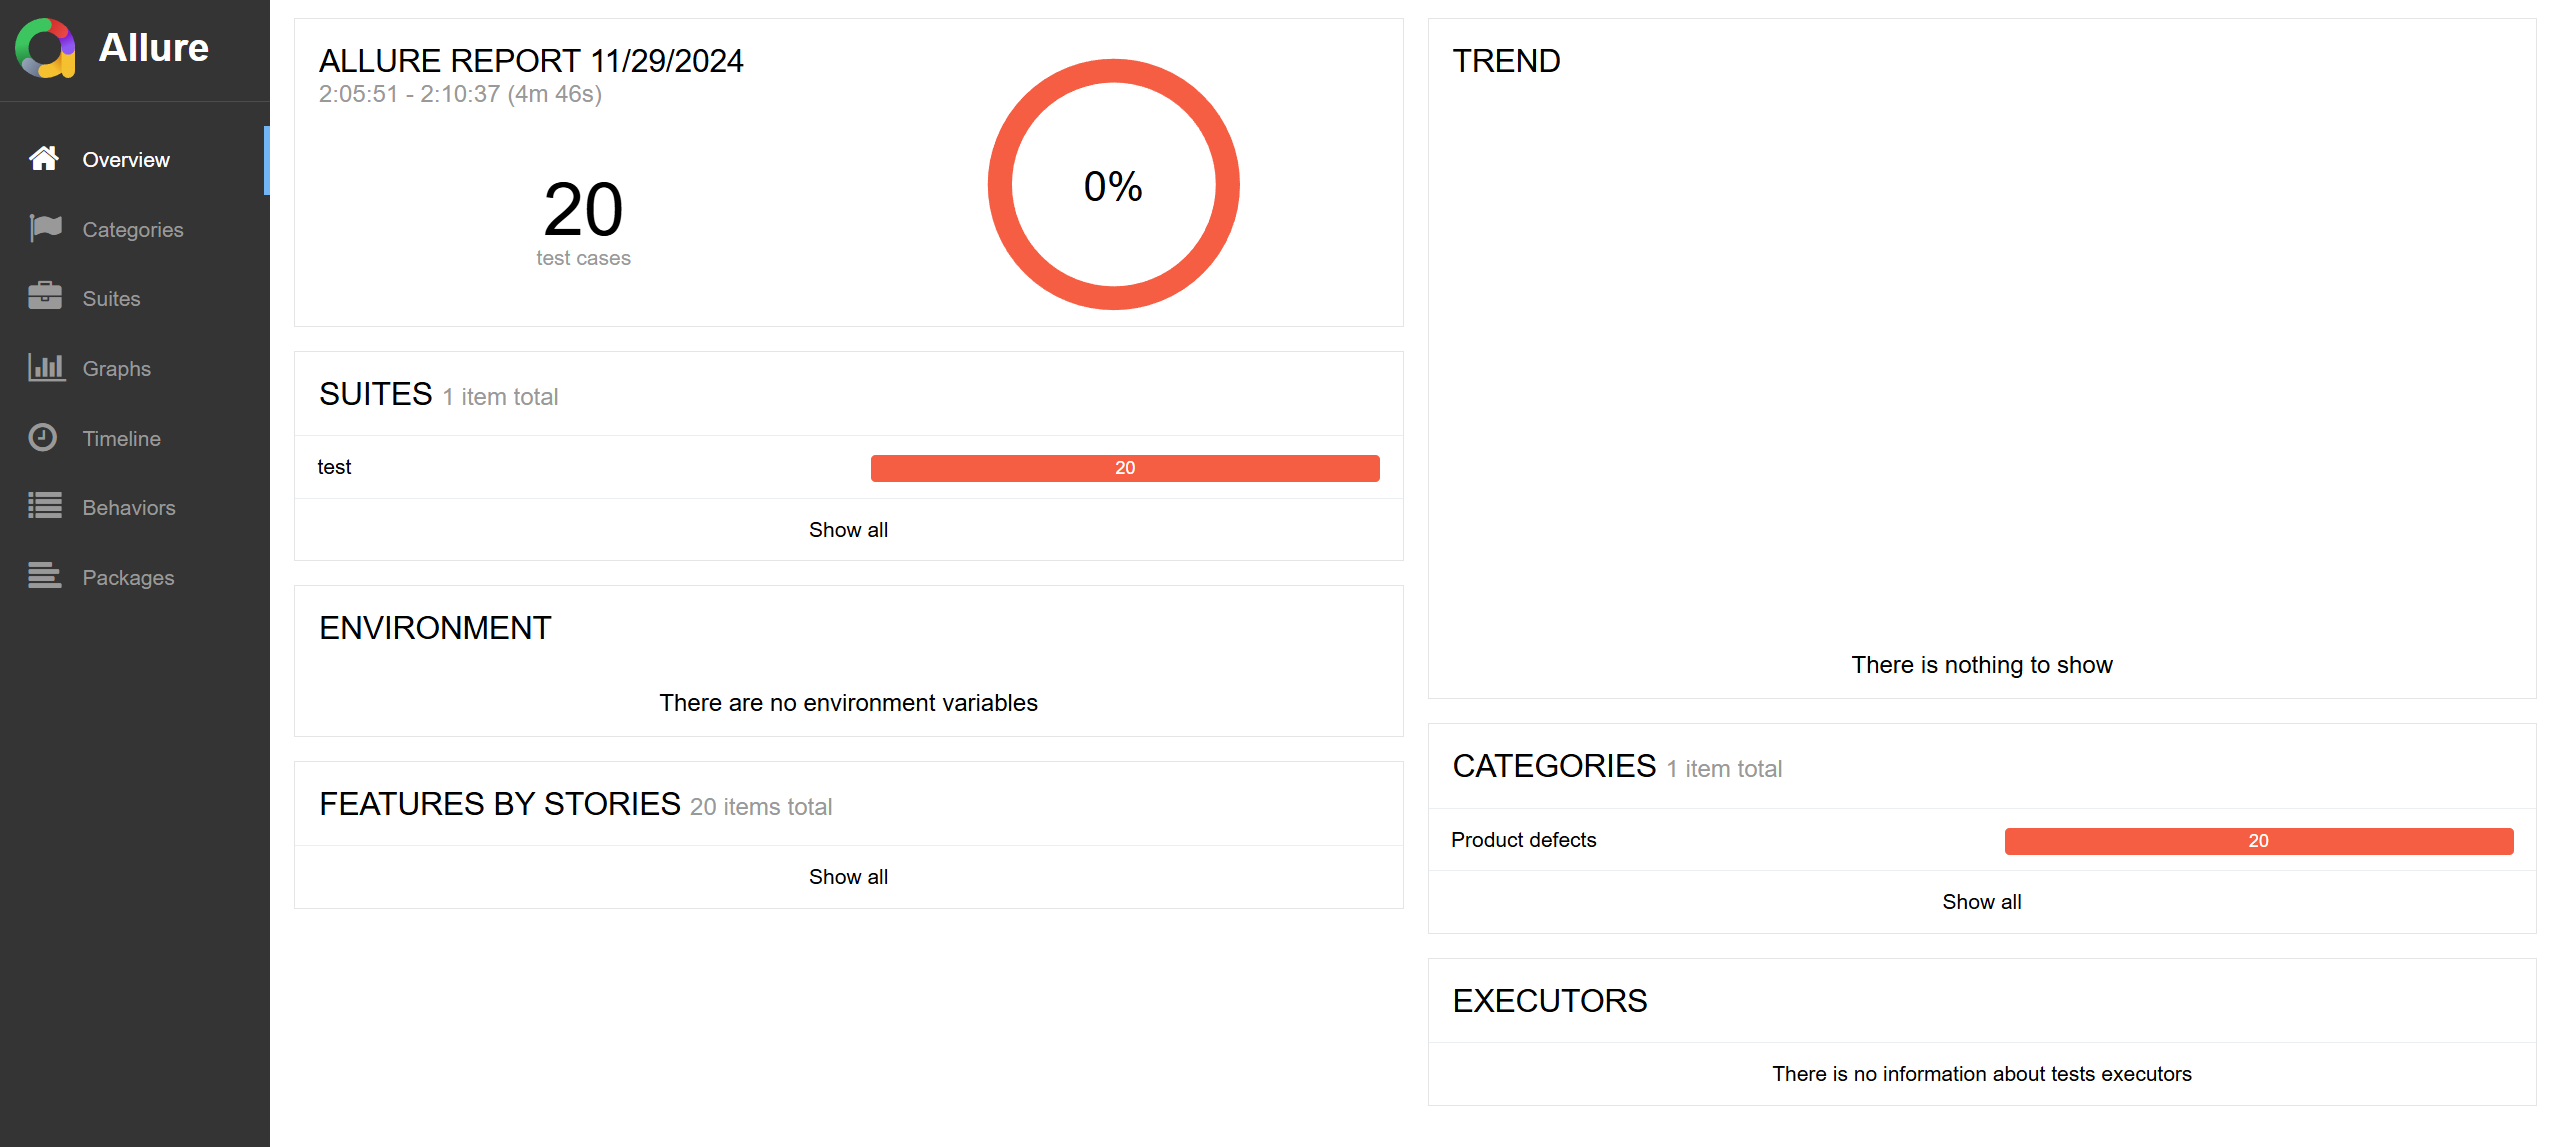 Allure
Overview
Categories
Suites
Graphs
Timeline
Behaviors
Packages
ALLURE REPORT 11/29/2024
2:05:51 - 2:10:37 (4m 46s)
20
test cases
0%
SUITES 1 item total
test 20
Show all
ENVIRONMENT
There are no environment variables
FEATURES BY STORIES 20 items total
Show all
TREND
There is nothing to show
CATEGORIES 1 item total
Product defects 20
Show all
EXECUTORS
There is no information about tests executors